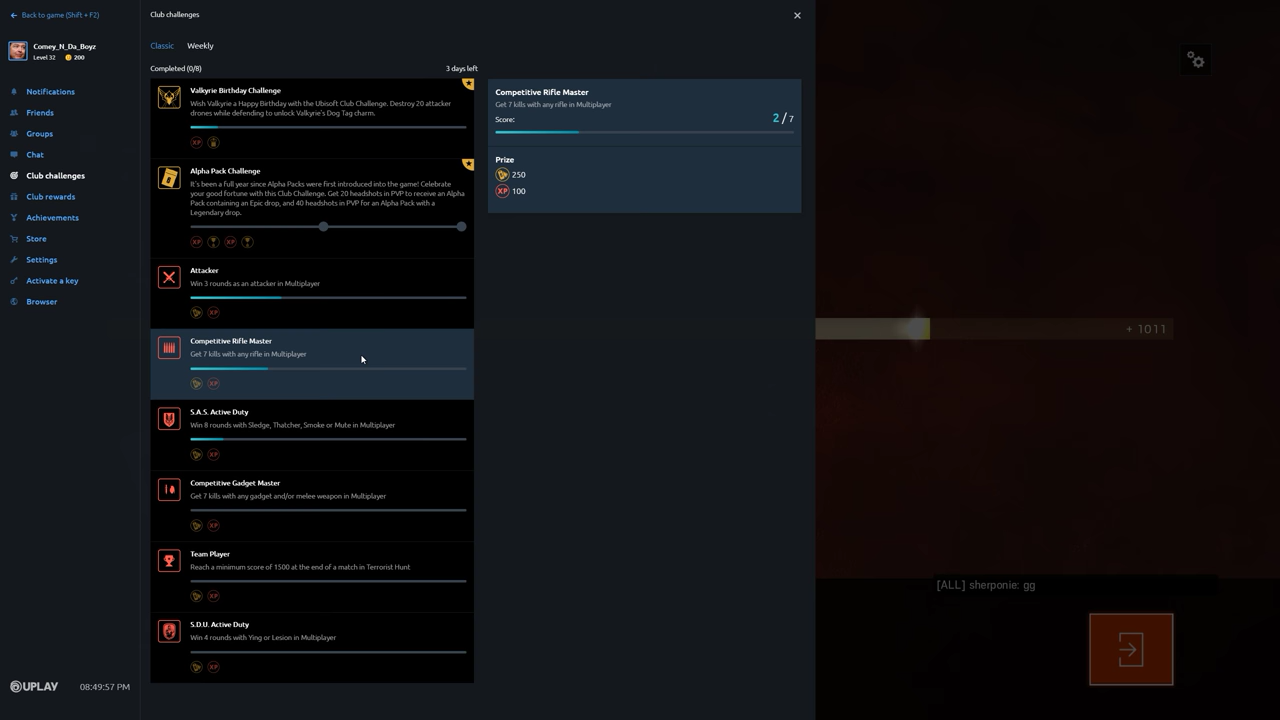 Back to game (Shift + F2)
Comey_N_Da_Boyz
Level 32 200
Notifications
Friends
Groups
Chat
Club challenges
Club rewards
Achievements
Store
Settings
Activate a key
Browser
UPLAY
08:49:57 PM
Club challenges
Classic Weekly
Completed (0/8) 3 days left
Valkyrie Birthday Challenge
Wish Valkyrie a Happy Birthday with the Ubisoft Club Challenge. Destroy 20 attacker
drones while defending to unlock Valkyrie's Dog Tag charm.
XP
Alpha Pack Challenge
It's been a full year since Alpha Packs were first introduced into the game! Celebrate
your good fortune with this Club Challenge. Get 20 headshots in PVP to receive an Alpha
Pack containing an Epic drop, and 40 headshots in PVP for an Alpha Pack with a
Legendary drop.
XP XP
Attacker
Win 3 rounds as an attacker in Multiplayer
XP
Competitive Rifle Master
Get 7 kills with any rifle in Multiplayer
XP
S.A.S. Active Duty
Win 8 rounds with Sledge, Thatcher, Smoke or Mute in Multiplayer
XP
Competitive Gadget Master
Get 7 kills with any gadget and/or melee weapon in Multiplayer
XP
Team Player
Reach a minimum score of 1500 at the end of a match in Terrorist Hunt
XP
S.D.U. Active Duty
Win 4 rounds with Ying or Lesion in Multiplayer
XP
Competitive Rifle Master
Get 7 kills with any rifle in Multiplayer
Score: 2 / 7
Prize
250
XP 100
+ 1011
[ALL] sherponie: gg